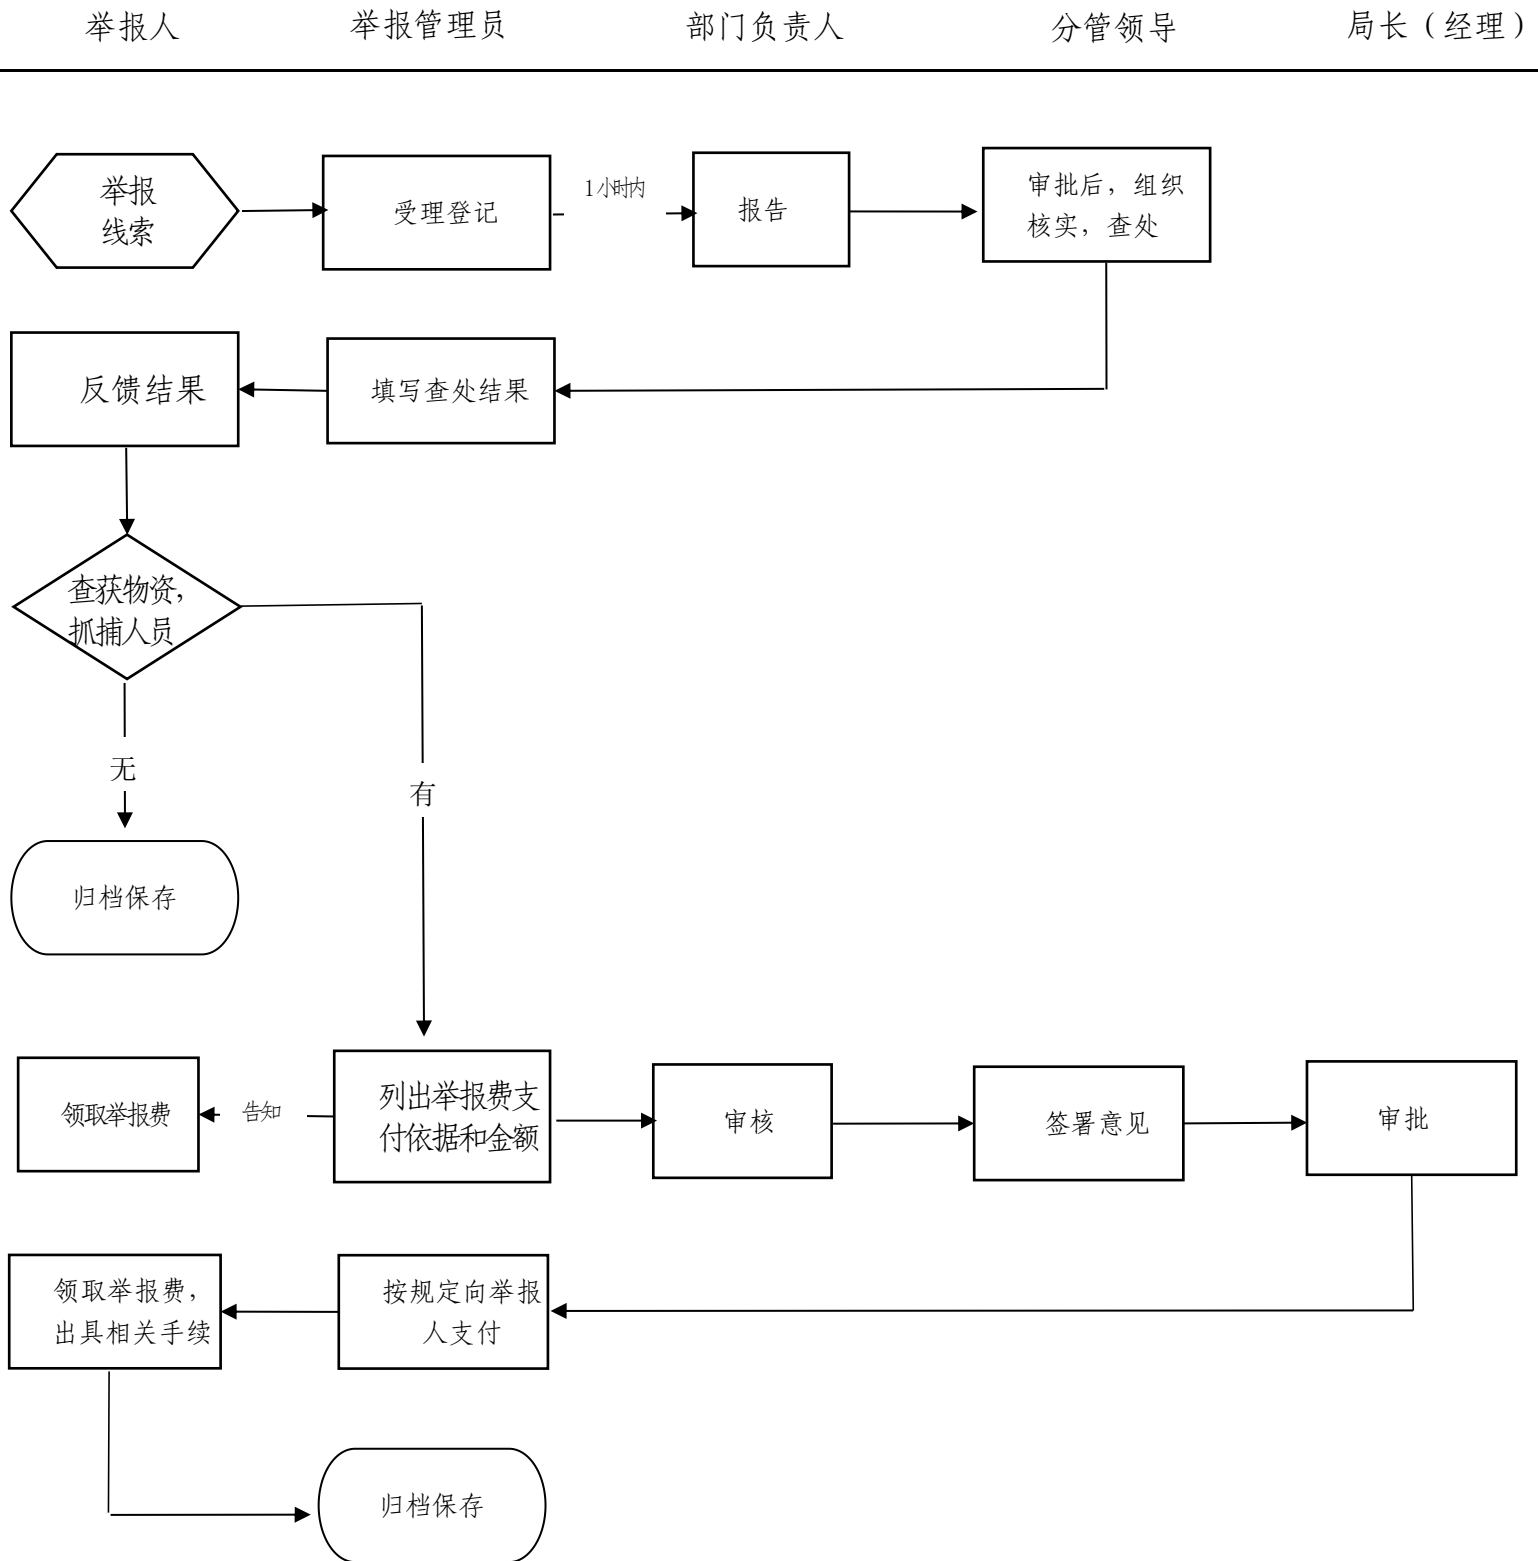 举报人
举报管理员
部门负责人
分管领导
局长（经理）
举报
线索
受理登记
1小时内
报告
审批后，组织
核实，查处
反馈结果
填写查处结果
查获物资，
抓捕人员
无
有
归档保存
领取举报费
告知
列出举报费支
付依据和金额
审核
签署意见
审批
领取举报费，
出具相关手续
按规定向举报
人支付
归档保存